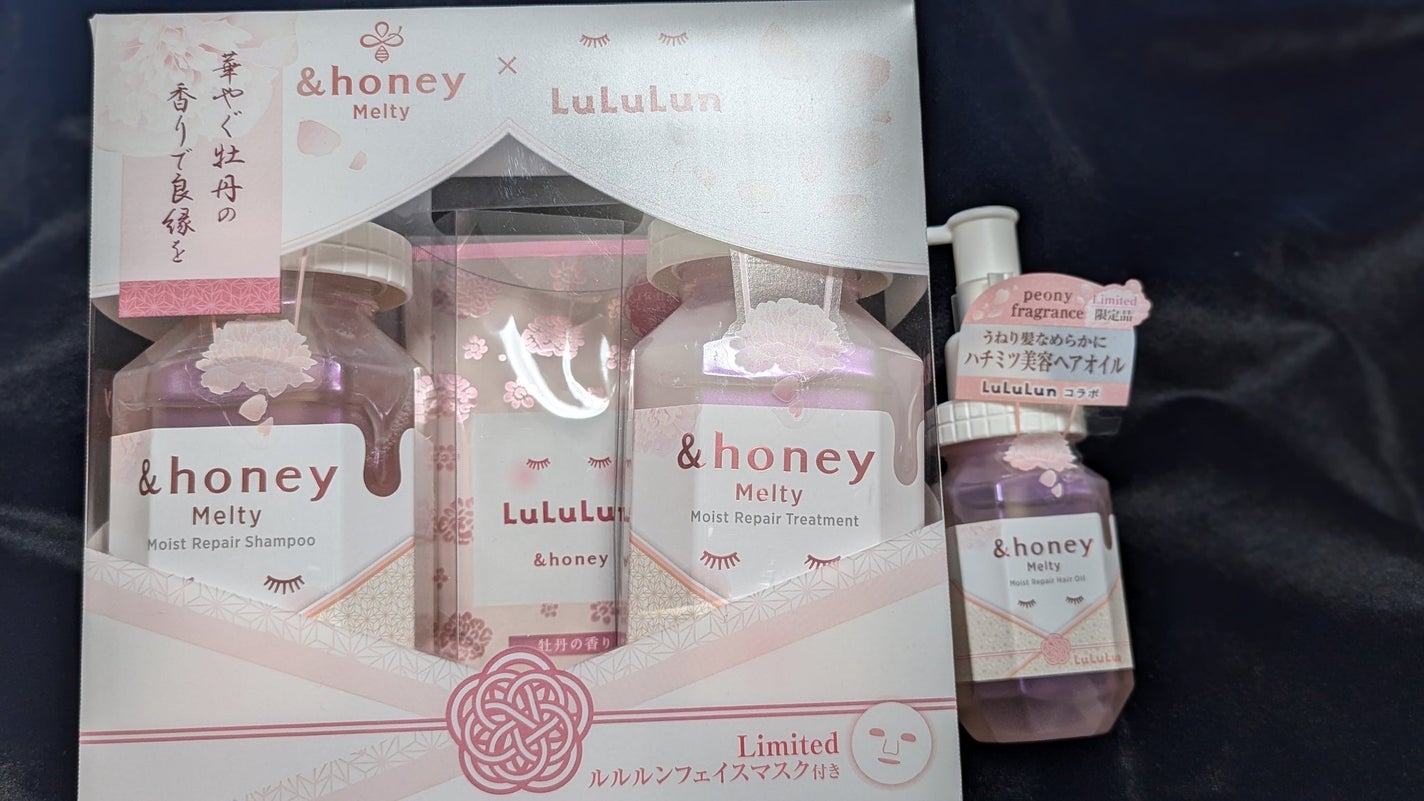 華やぐ牡丹の
香りで良縁を
&honey
Melty
×
LuLuLun
&honey
Melty
Moist Repair Shampoo
LuLuLu
&honey
牡丹の香り
&honey
Melty
Moist Repair Treatment
Limited
ルルルンフェイスマスク付き
peony
fragrance
Limited
限定品
うねり髪なめらかに
ハチミツ美容ヘアオイル
LuLuLun コラボ
&honey
Melty
Moist Repair Hair Oil
LuLuLun